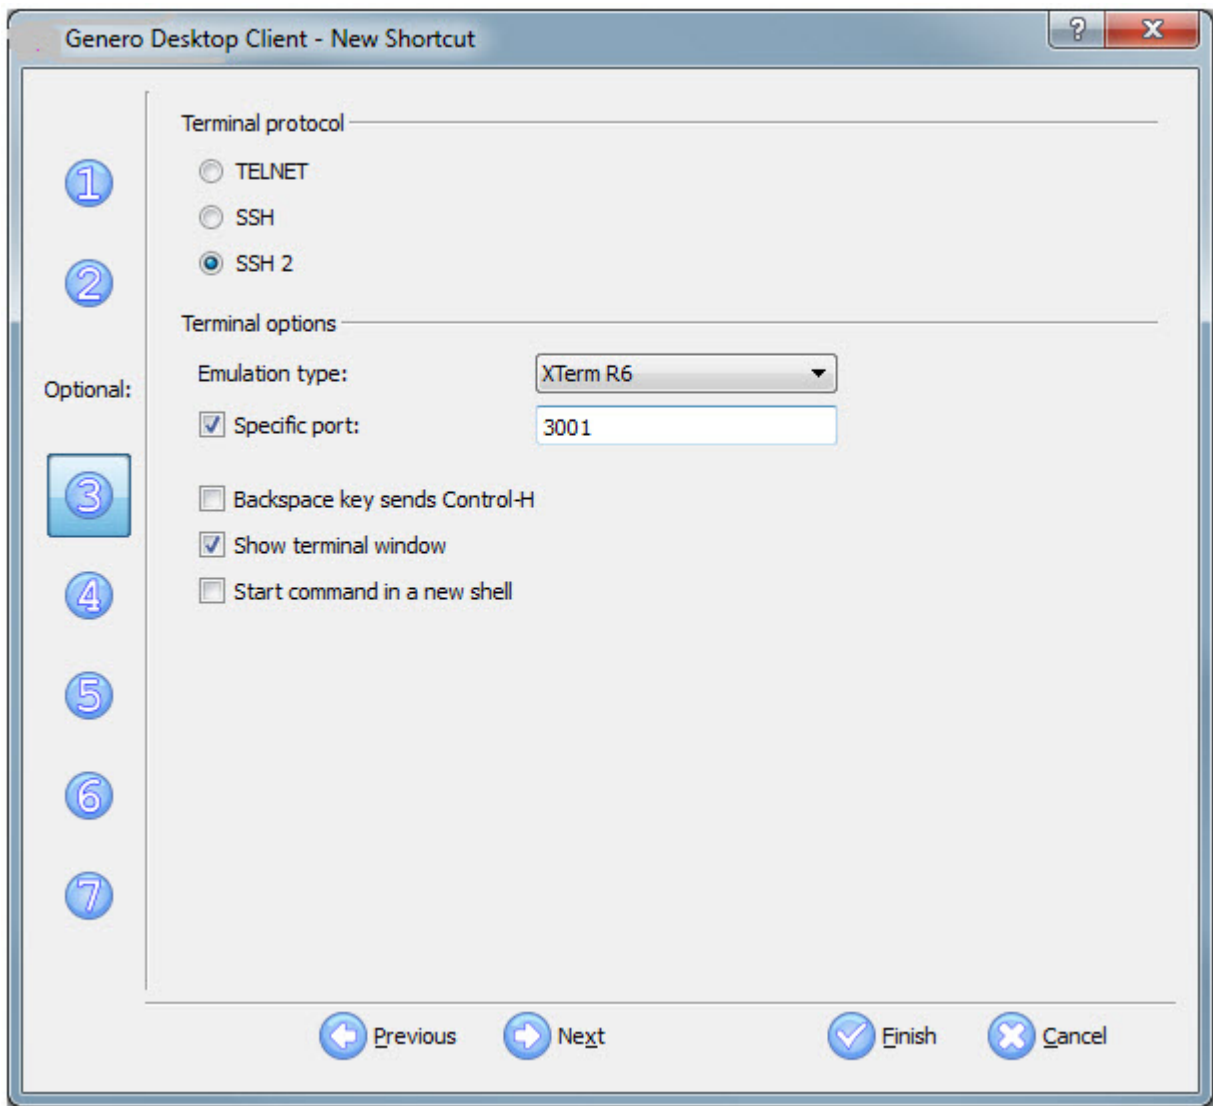 Genero Desktop Client - New Shortcut
?
X
Terminal protocol
1
TELNET
SSH
2
SSH 2
Terminal options
Emulation type: XTerm R6
Optional:
Specific port: 3001
3
Backspace key sends Control-H
Show terminal window
4
Start command in a new shell
5
6
7
Previous Next Finish Cancel